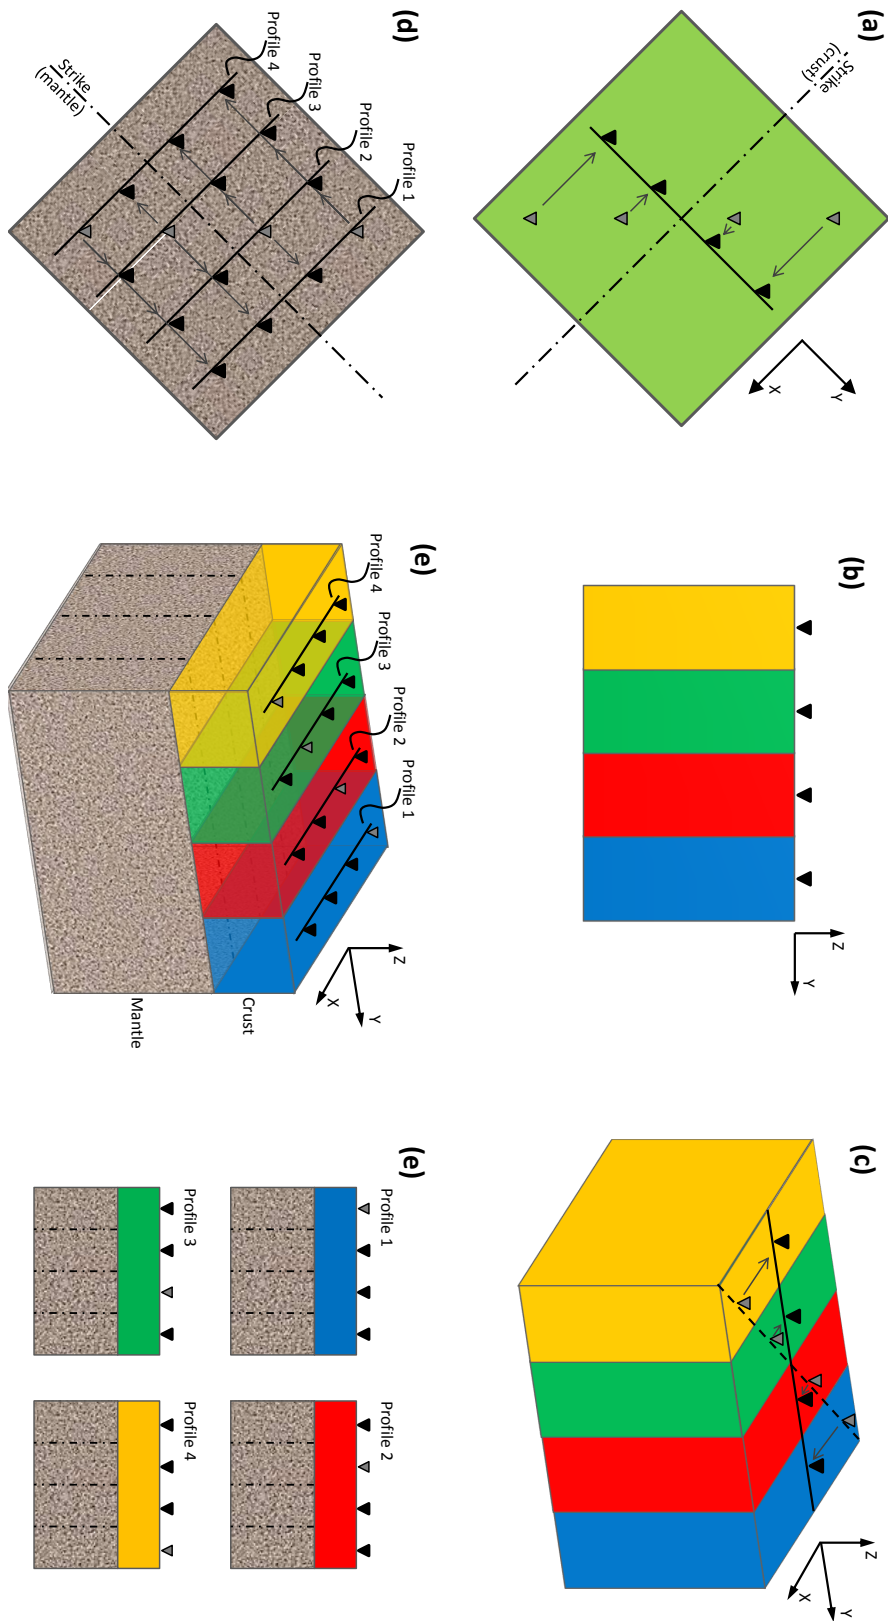 (a)
Strike
(crust)
Y
X
(b)
Z
Y
(c)
Z
Y
X
(d)
Profile 1
Profile 2
Profile 3
Profile 4
Strike
(mantle)
(e)
Profile 1
Profile 2
Profile 3
Profile 4
Z
Y
X
Crust
Mantle
(e)
Profile 1
Profile 2
Profile 3
Profile 4